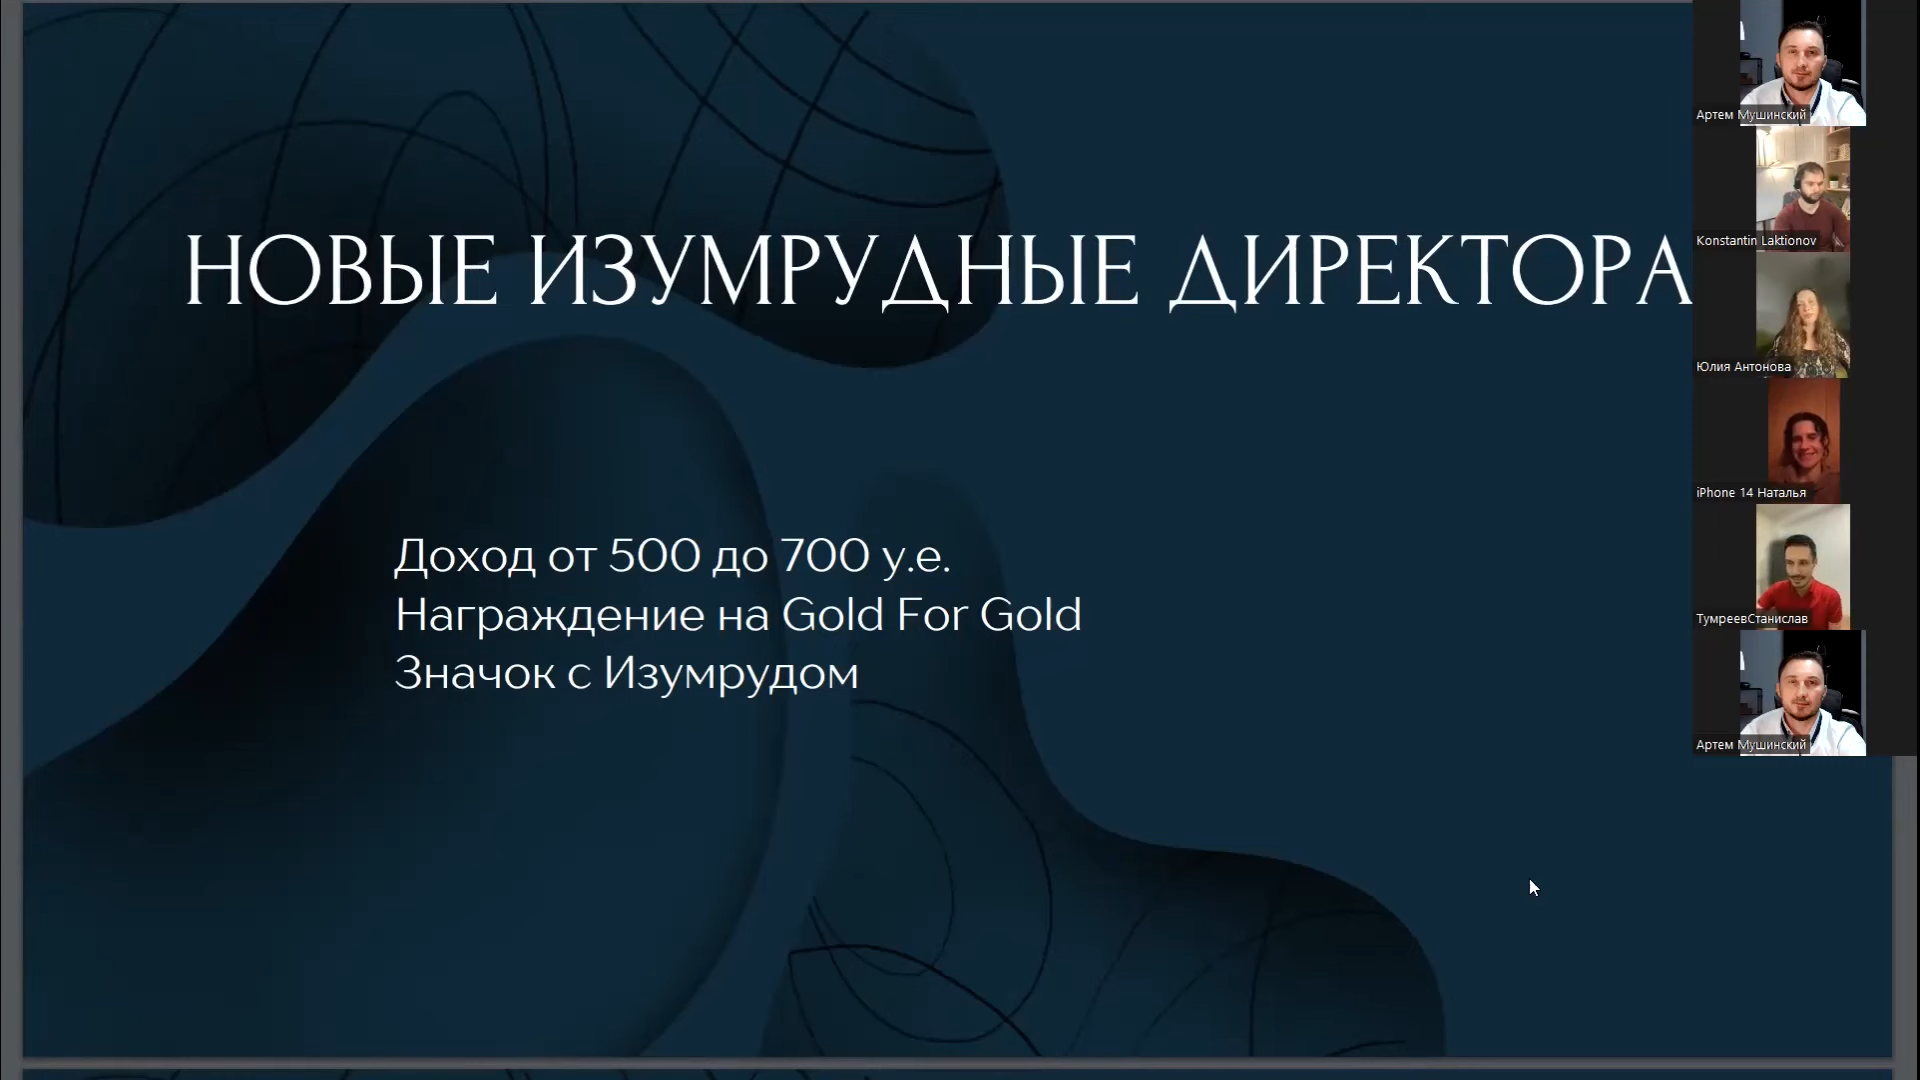 НОВЫЕ ИЗУМРУДНЫЕ ДИРЕКТОРА
Доход от 500 до 700 у.е.
Награждение на Gold For Gold
Значок с Изумрудом
Артем Мушинский
Konstantin Laktionov
Юлия Антонова
iPhone 14 Наталья
ТумреевСтанислав
Артем Мушинский